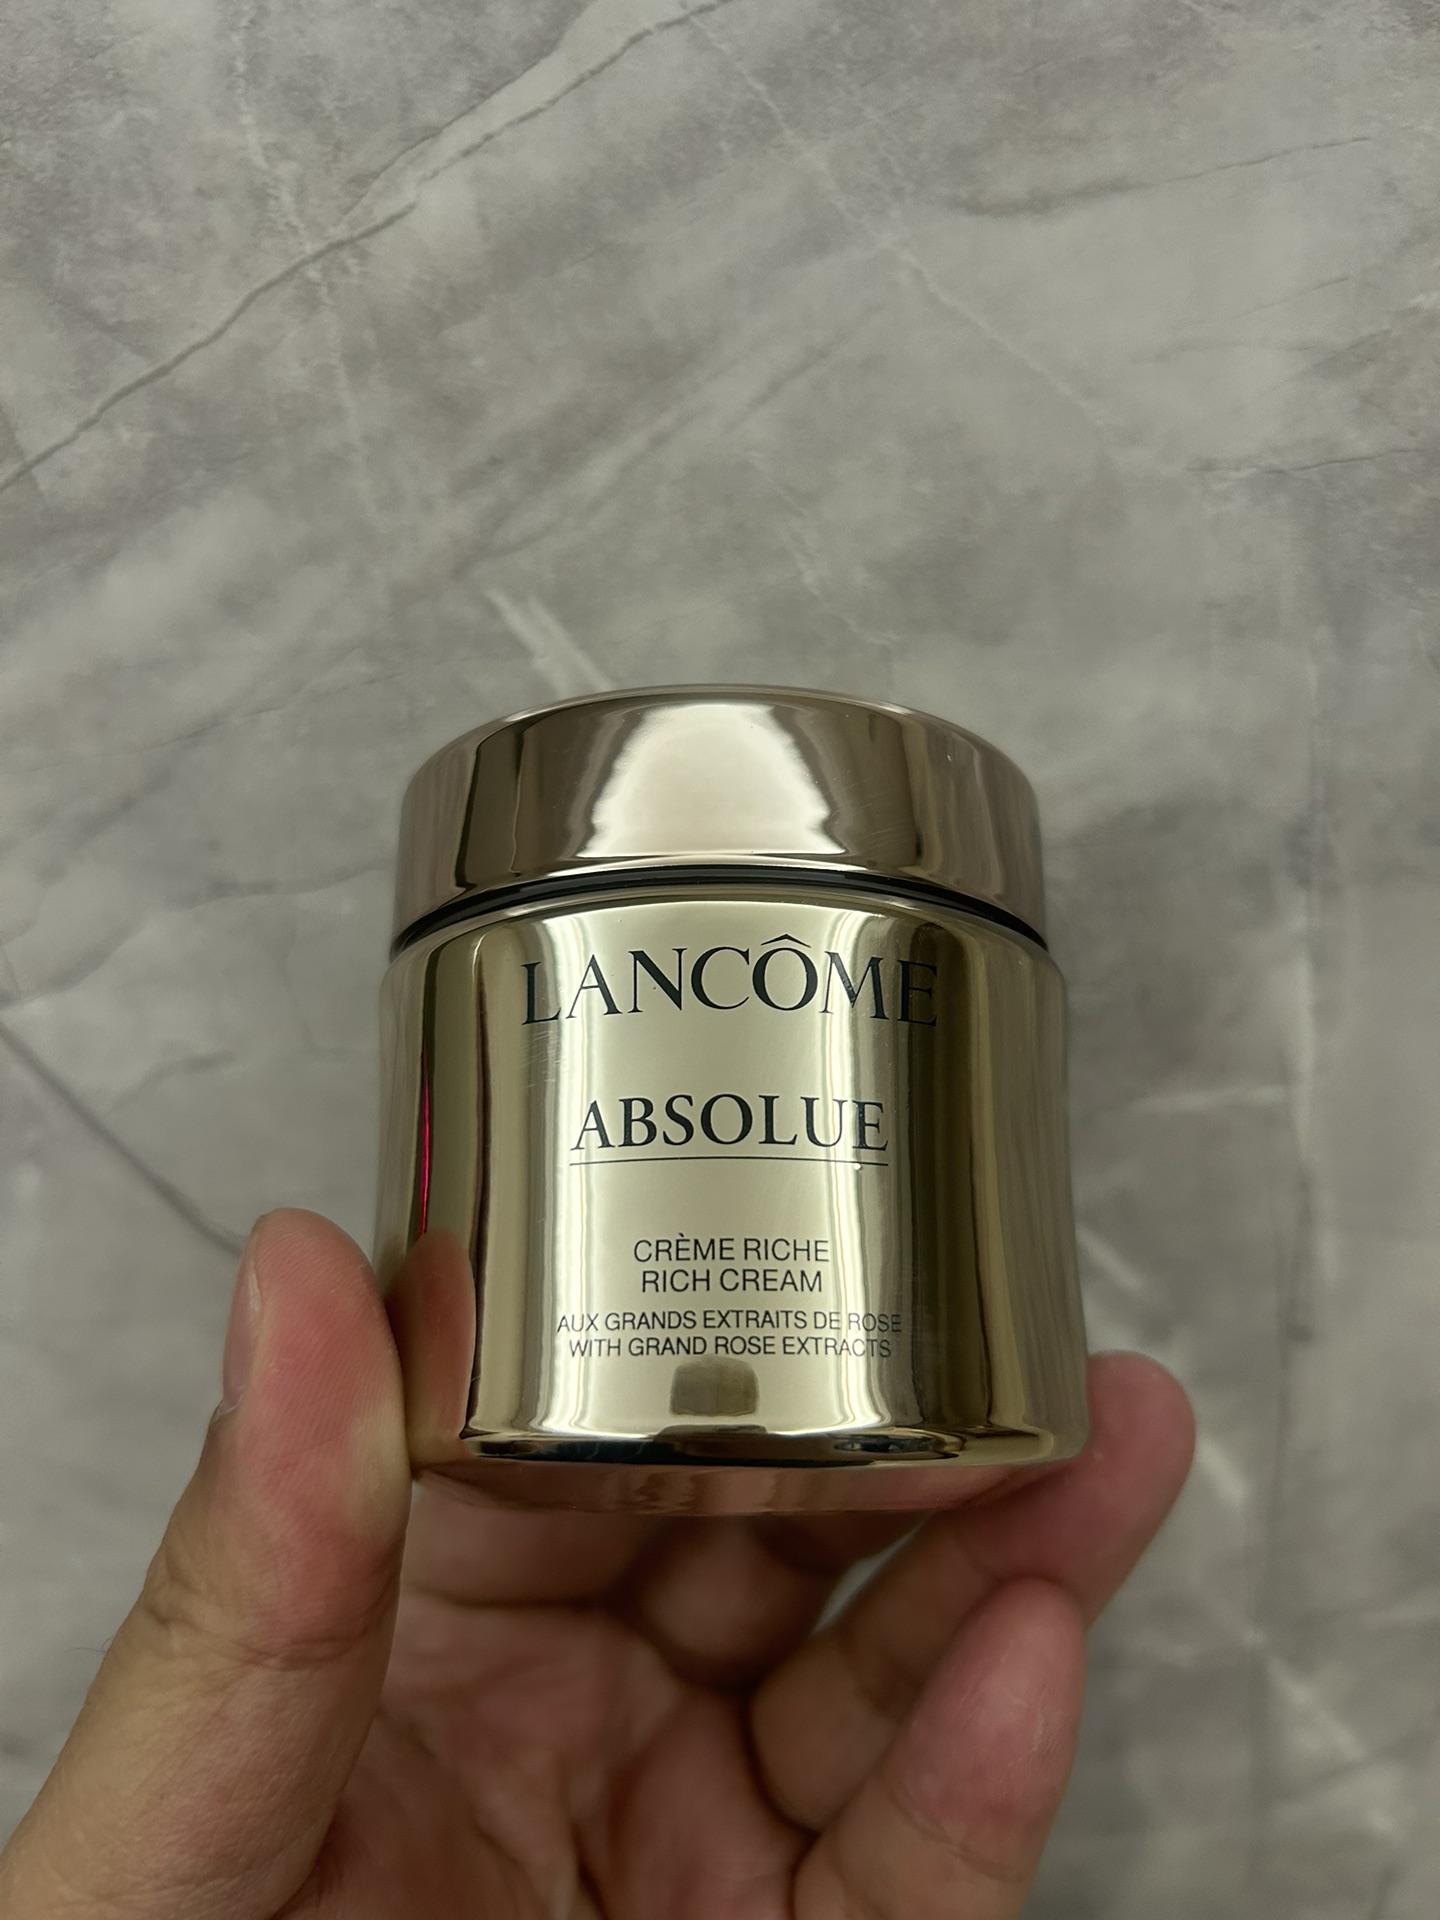 LANCÔME
ABSOLUE
CRÈME RICHE
RICH CREAM
AUX GRANDS EXTRAITS DE ROSE
WITH GRAND ROSE EXTRACTS